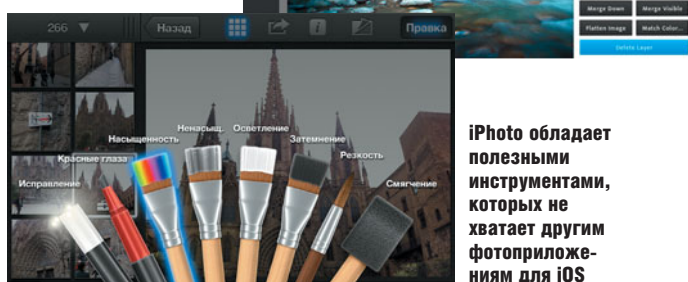 Merge Down Merge Visible
Flatten Image Match Color...
Delete Layer
266 ▼ Назад Правка
Ненасыщ. Осветление
Насыщенность Затемнение
Красные глаза Резкость
Исправление Смягчение
iPhoto обладает
полезными
инструментами,
которых не
хватает другим
фотоприложе-
ниям для iOS